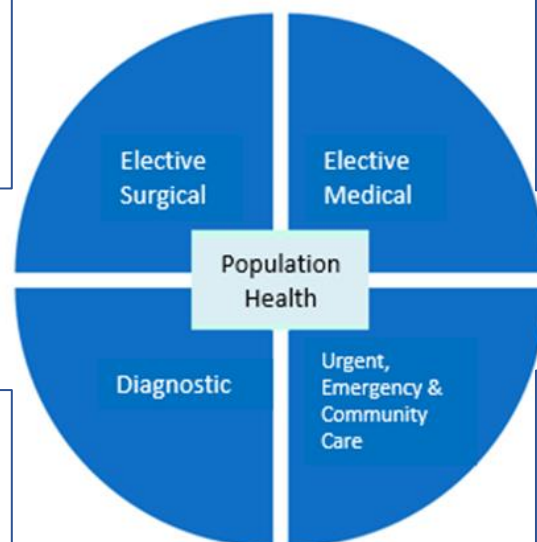 Elective
Surgical
Elective
Medical
Population
Health
Diagnostic
Urgent,
Emergency &
Community
Care